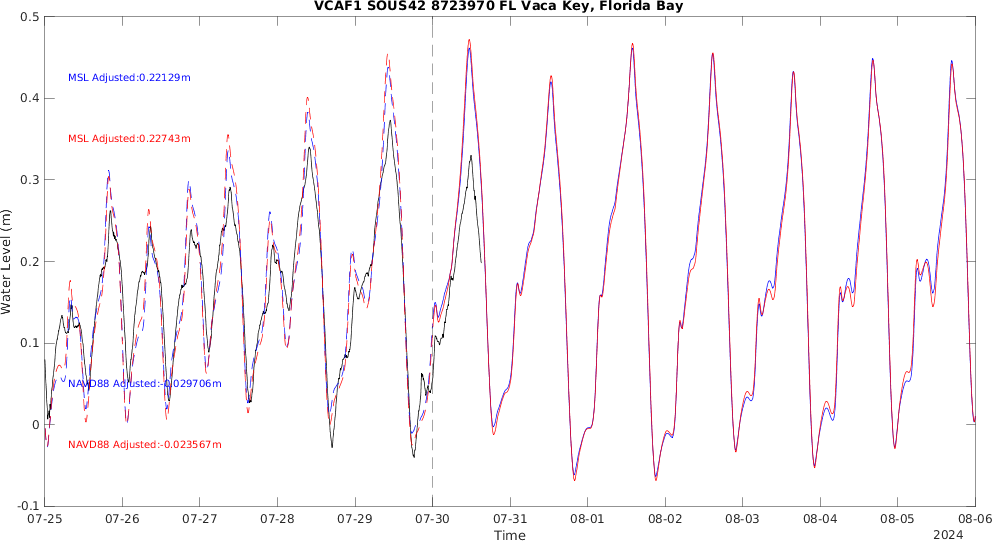 VCAF1 SOUS42 8723970 FL Vaca Key, Florida Bay
0.5
MSL Adjusted:0.22129m
0.4
MSL Adjusted:0.22743m
0.3
Water Level (m)
0.2
0.1
NAVD88 Adjusted:-0.029706m
0
NAVD88 Adjusted:-0.023567m
-0.1
07-25 07-26 07-27 07-28 07-29 07-30 07-31 08-01 08-02 08-03 08-04 08-05 08-06
Time
2024